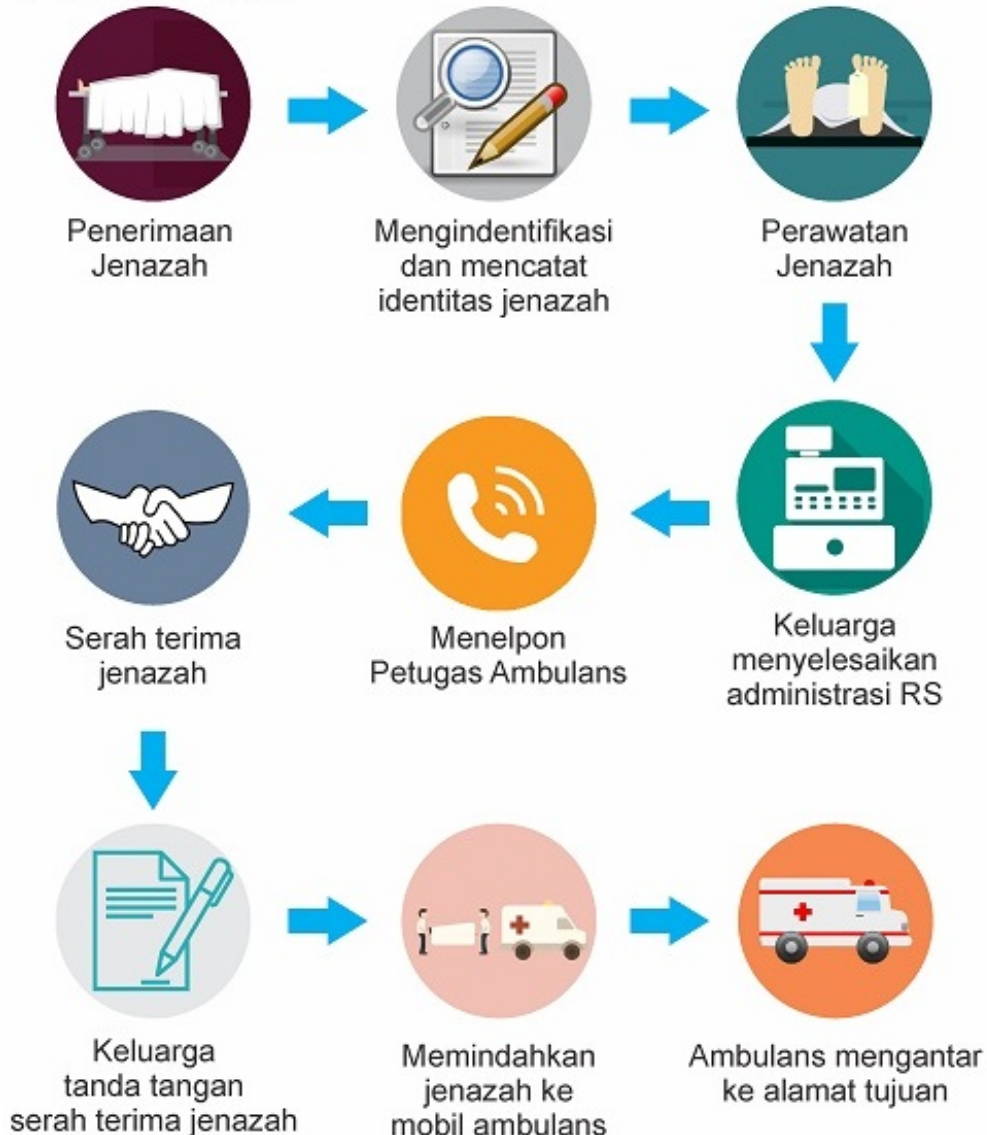 Penerimaan
Jenazah
Mengindentifikasi
dan mencatat
identitas jenazah
Perawatan
Jenazah
Keluarga
menyelesaikan
administrasi RS
Menelpon
Petugas Ambulans
Serah terima
jenazah
Keluarga
tanda tangan
serah terima jenazah
Memindahkan
jenazah ke
mobil ambulans
Ambulans mengantar
ke alamat tujuan